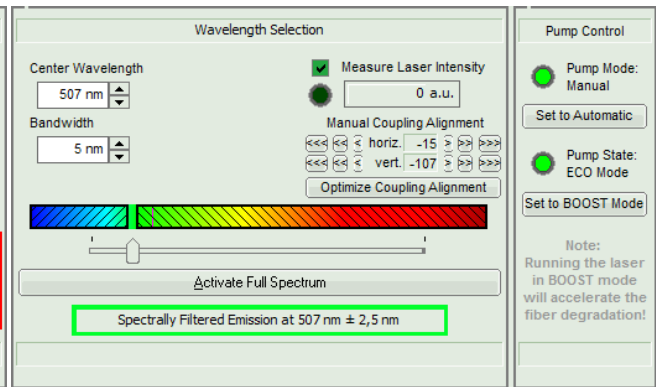 Wavelength Selection
Center Wavelength
507 nm
Bandwidth
5 nm
Measure Laser Intensity
0 a.u.
Manual Coupling Alignment
<<< << < horiz. -15 > >> >>>
<<< << < vert. -107 > >> >>>
Optimize Coupling Alignment
Activate Full Spectrum
Spectrally Filtered Emission at 507 nm ± 2,5 nm
Pump Control
Pump Mode:
Manual
Set to Automatic
Pump State:
ECO Mode
Set to BOOST Mode
Note:
Running the laser
in BOOST mode
will accelerate the
fiber degradation!